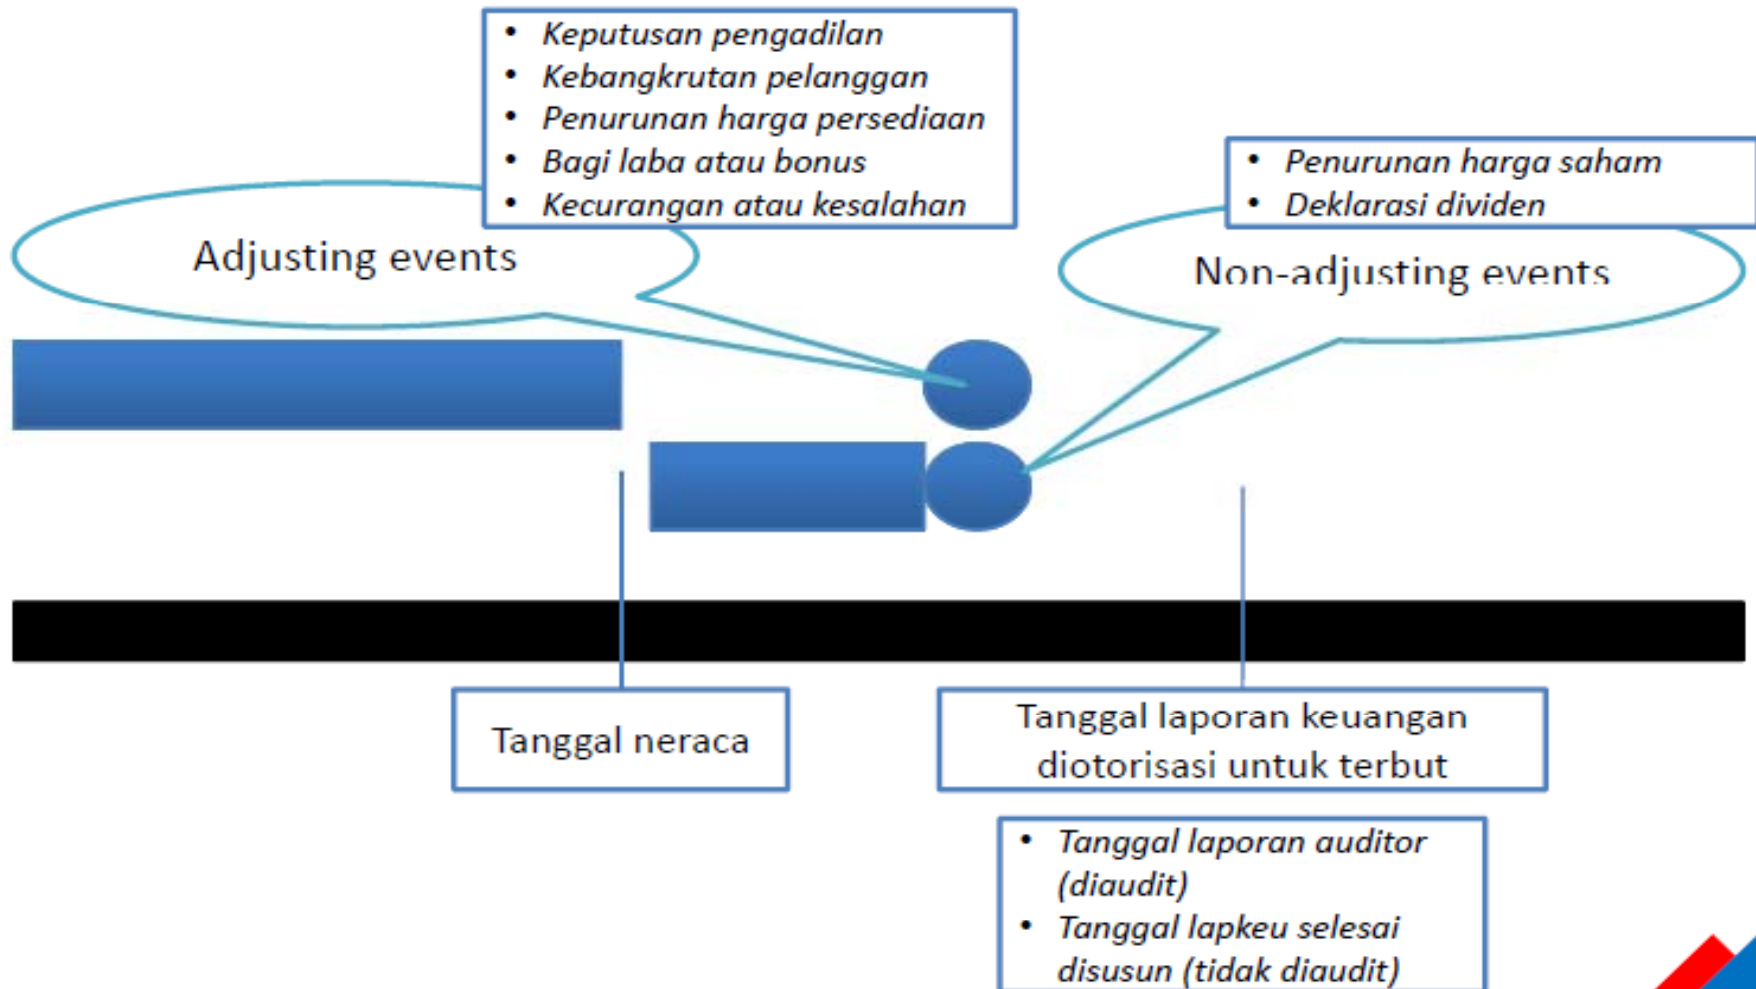 • Keputusan pengadilan
• Kebangkrutan pelanggan
• Penurunan harga persediaan
• Bagi laba atau bonus
• Kecurangan atau kesalahan
• Penurunan harga saham
• Deklarasi dividen
Adjusting events
Non-adjusting events
Tanggal neraca
Tanggal laporan keuangan
diotorisasi untuk terbut
• Tanggal laporan auditor
(diaudit)
• Tanggal lapkeu selesai
disusun (tidak diaudit)